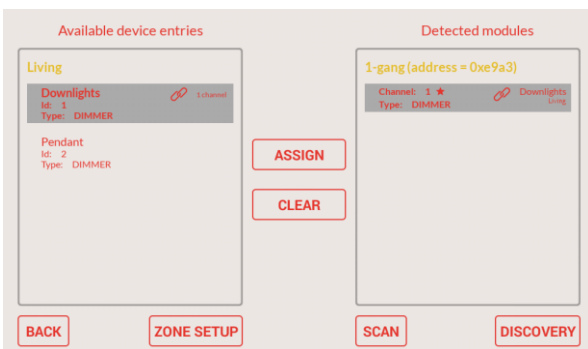 Available device entries
Detected modules
Living
Downlights
Id: 1
1 channel
Type: DIMMER
Pendant
Id: 2
Type: DIMMER
ASSIGN
CLEAR
1-gang (address = 0xe9a3)
Channel: 1 ★
Downlights
Living
Type: DIMMER
BACK
ZONE SETUP
SCAN
DISCOVERY